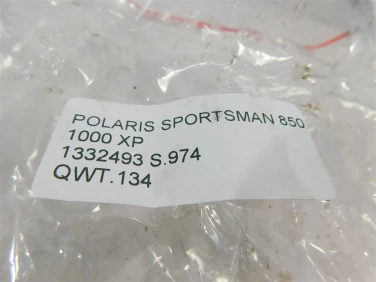 POLARIS SPORTSMAN 850
1000 XP
1332493 S.974
QWT.134